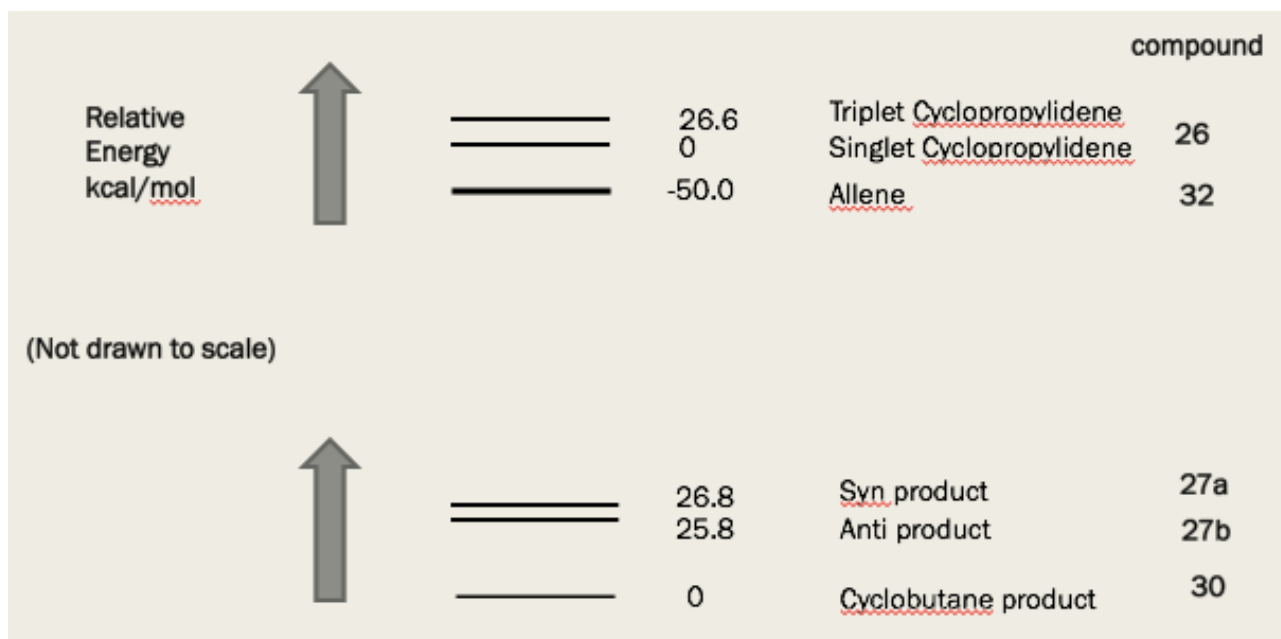 compound
Relative
Energy
kcal/mol
26.6 Triplet Cyclopropylidene
0 Singlet Cyclopropylidene
26
-50.0 Allene 32
(Not drawn to scale)
26.8 Syn product 27a
25.8 Anti product 27b
0 Cyclobutane product 30